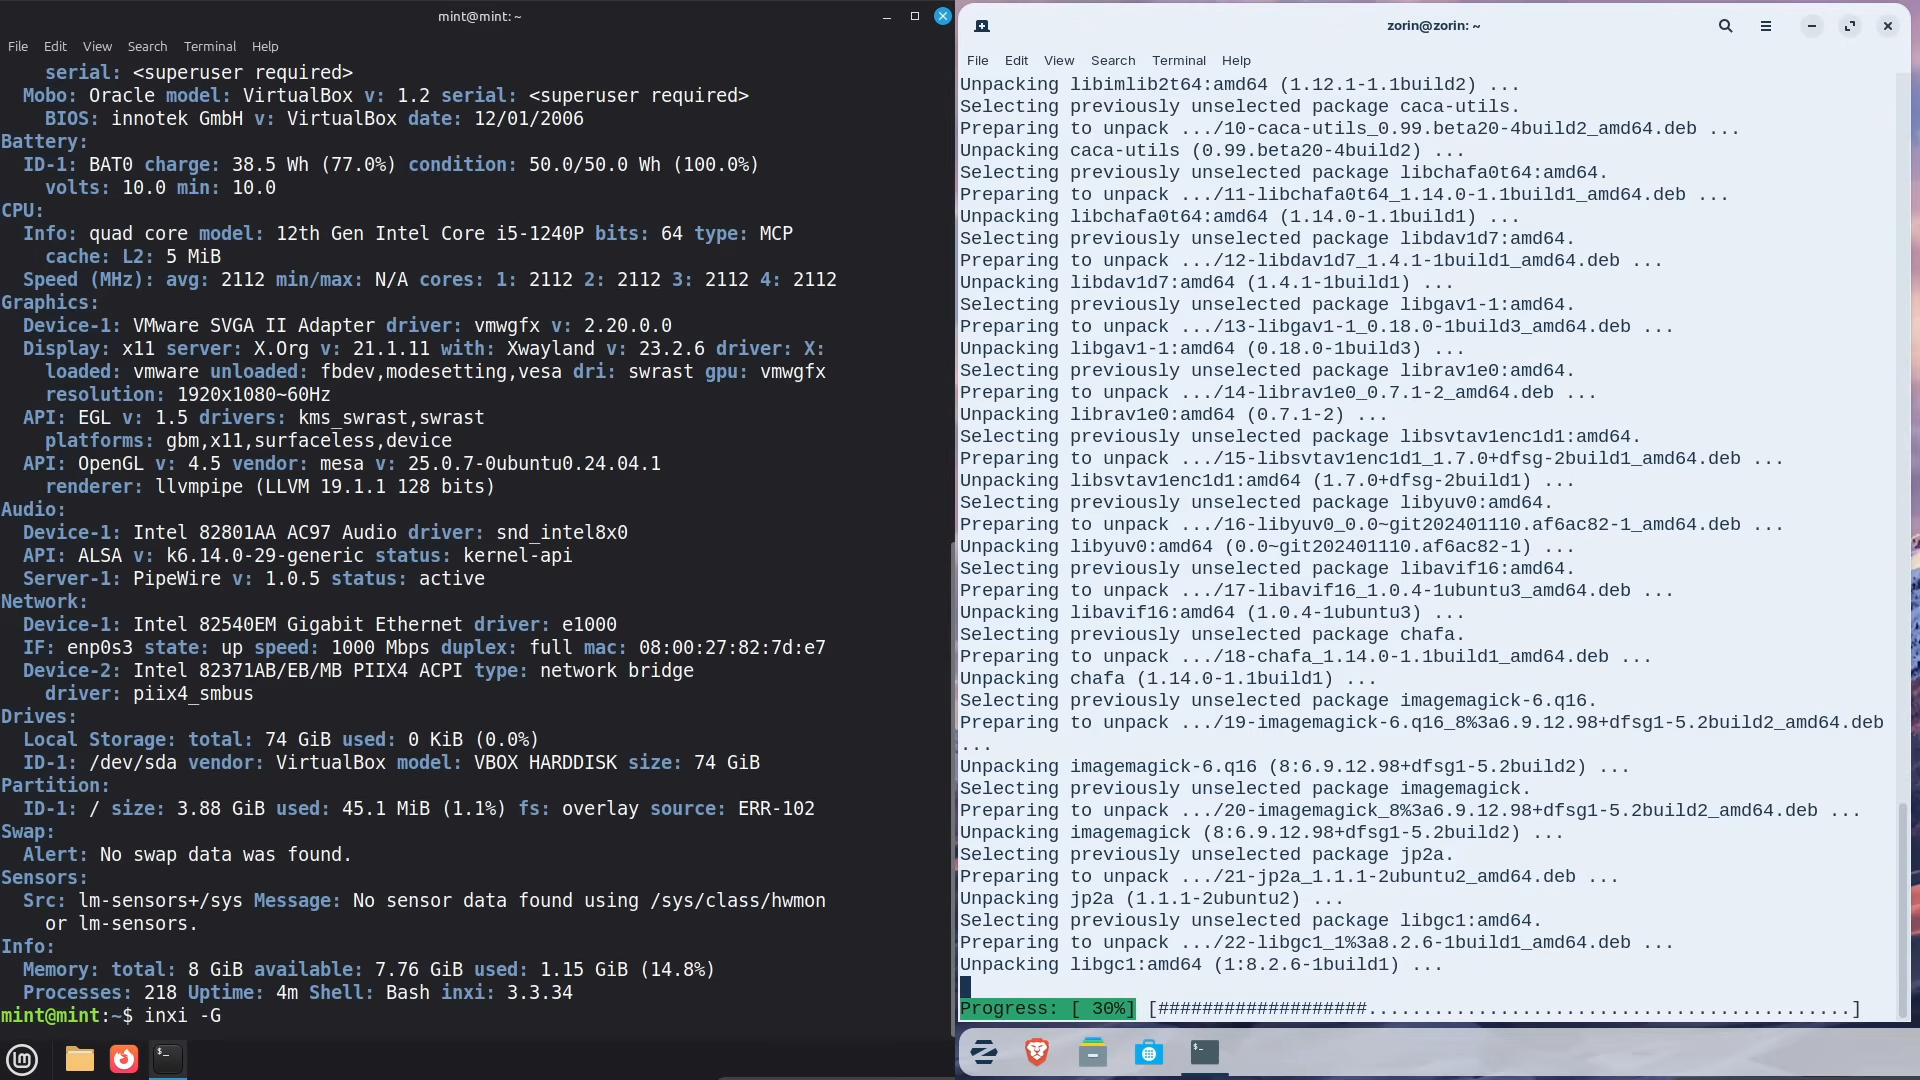 mint@mint: ~
File Edit View Search Terminal Help
serial: <superuser required>
Mobo: Oracle model: VirtualBox v: 1.2 serial: <superuser required>
BIOS: innotek GmbH v: VirtualBox date: 12/01/2006
Battery:
ID-1: BAT0 charge: 38.5 Wh (77.0%) condition: 50.0/50.0 Wh (100.0%)
volts: 10.0 min: 10.0
CPU:
Info: quad core model: 12th Gen Intel Core i5-1240P bits: 64 type: MCP
cache: L2: 5 MiB
Speed (MHz): avg: 2112 min/max: N/A cores: 1: 2112 2: 2112 3: 2112 4: 2112
Graphics:
Device-1: VMware SVGA II Adapter driver: vmwgfx v: 2.20.0.0
Display: x11 server: X.Org v: 21.1.11 with: Xwayland v: 23.2.6 driver: X:
loaded: vmware unloaded: fbdev,modesetting,vesa dri: swrast gpu: vmwgfx
resolution: 1920x1080~60Hz
API: EGL v: 1.5 drivers: kms_swrast,swrast
platforms: gbm,x11,surfaceless,device
API: OpenGL v: 4.5 vendor: mesa v: 25.0.7-0ubuntu0.24.04.1
renderer: llvmpipe (LLVM 19.1.1 128 bits)
Audio:
Device-1: Intel 82801AA AC97 Audio driver: snd_intel8x0
API: ALSA v: k6.14.0-29-generic status: kernel-api
Server-1: PipeWire v: 1.0.5 status: active
Network:
Device-1: Intel 82540EM Gigabit Ethernet driver: e1000
IF: enp0s3 state: up speed: 1000 Mbps duplex: full mac: 08:00:27:82:7d:e7
Device-2: Intel 82371AB/EB/MB PIIX4 ACPI type: network bridge
driver: piix4_smbus
Drives:
Local Storage: total: 74 GiB used: 0 KiB (0.0%)
ID-1: /dev/sda vendor: VirtualBox model: VBOX HARDDISK size: 74 GiB
Partition:
ID-1: / size: 3.88 GiB used: 45.1 MiB (1.1%) fs: overlay source: ERR-102
Swap:
Alert: No swap data was found.
Sensors:
Src: lm-sensors+/sys Message: No sensor data found using /sys/class/hwmon
or lm-sensors.
Info:
Memory: total: 8 GiB available: 7.76 GiB used: 1.15 GiB (14.8%)
Processes: 218 Uptime: 4m Shell: Bash inxi: 3.3.34
mint@mint:~$ inxi -G
zorin@zorin: ~
File Edit View Search Terminal Help
Unpacking libimlib2t64:amd64 (1.12.1-1.1build2) ...
Selecting previously unselected package caca-utils.
Preparing to unpack .../10-caca-utils_0.99.beta20-4build2_amd64.deb ...
Unpacking caca-utils (0.99.beta20-4build2) ...
Selecting previously unselected package libchafa0t64:amd64.
Preparing to unpack .../11-libchafa0t64_1.14.0-1.1build1_amd64.deb ...
Unpacking libchafa0t64:amd64 (1.14.0-1.1build1) ...
Selecting previously unselected package libdav1d7:amd64.
Preparing to unpack .../12-libdav1d7_1.4.1-1build1_amd64.deb ...
Unpacking libdav1d7:amd64 (1.4.1-1build1) ...
Selecting previously unselected package libgav1-1:amd64.
Preparing to unpack .../13-libgav1-1_0.18.0-1build3_amd64.deb ...
Unpacking libgav1-1:amd64 (0.18.0-1build3) ...
Selecting previously unselected package librav1e0:amd64.
Preparing to unpack .../14-librav1e0_0.7.1-2_amd64.deb ...
Unpacking librav1e0:amd64 (0.7.1-2) ...
Selecting previously unselected package libsvtav1enc1d1:amd64.
Preparing to unpack .../15-libsvtav1enc1d1_1.7.0+dfsg-2build1_amd64.deb ...
Unpacking libsvtav1enc1d1:amd64 (1.7.0+dfsg-2build1) ...
Selecting previously unselected package libyuv0:amd64.
Preparing to unpack .../16-libyuv0_0.0~git202401110.af6ac82-1_amd64.deb ...
Unpacking libyuv0:amd64 (0.0~git202401110.af6ac82-1) ...
Selecting previously unselected package libavif16:amd64.
Preparing to unpack .../17-libavif16_1.0.4-1ubuntu3_amd64.deb ...
Unpacking libavif16:amd64 (1.0.4-1ubuntu3) ...
Selecting previously unselected package chafa.
Preparing to unpack .../18-chafa_1.14.0-1.1build1_amd64.deb ...
Unpacking chafa (1.14.0-1.1build1) ...
Selecting previously unselected package imagemagick-6.q16.
Preparing to unpack .../19-imagemagick-6.q16_8%3a6.9.12.98+dfsg1-5.2build2_amd64.deb
...
Unpacking imagemagick-6.q16 (8:6.9.12.98+dfsg1-5.2build2) ...
Selecting previously unselected package imagemagick.
Preparing to unpack .../20-imagemagick_8%3a6.9.12.98+dfsg1-5.2build2_amd64.deb ...
Unpacking imagemagick (8:6.9.12.98+dfsg1-5.2build2) ...
Selecting previously unselected package jp2a.
Preparing to unpack .../21-jp2a_1.1.1-2ubuntu2_amd64.deb ...
Unpacking jp2a (1.1.1-2ubuntu2) ...
Selecting previously unselected package libgc1:amd64.
Preparing to unpack .../22-libgc1_1%3a8.2.6-1build1_amd64.deb ...
Unpacking libgc1:amd64 (1:8.2.6-1build1) ...
Progress: [ 30%] [###################............................................]